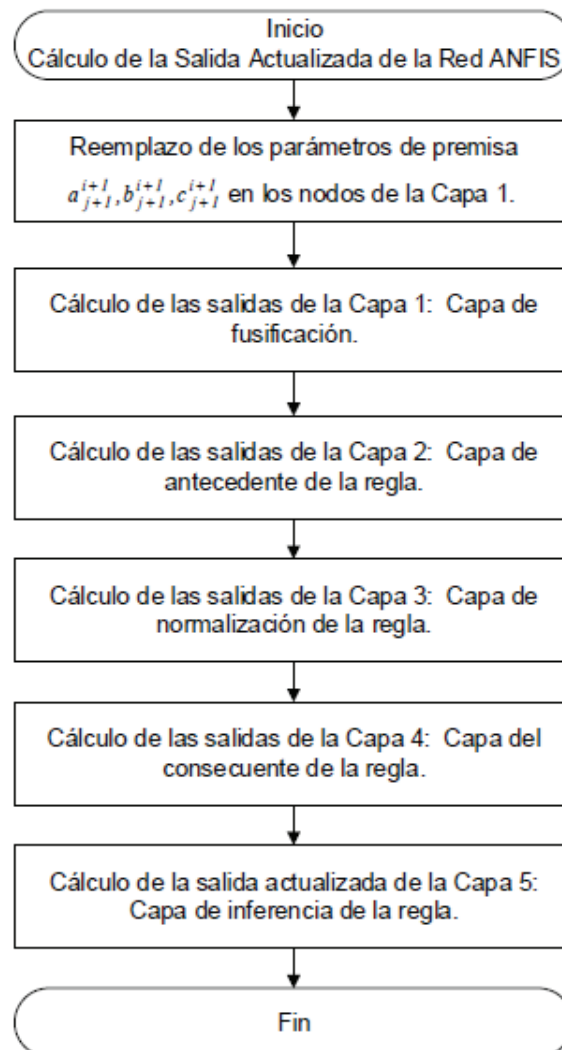 Inicio
Cálculo de la Salida Actualizada de la Red ANFIS
Reemplazo de los parámetros de premisa
$a_{j+1}^{i+1}, b_{j+1}^{i+1}, c_{j+1}^{i+1}$ en los nodos de la Capa 1.
Cálculo de las salidas de la Capa 1: Capa de
fusificación.
Cálculo de las salidas de la Capa 2: Capa de
antecedente de la regla.
Cálculo de las salidas de la Capa 3: Capa de
normalización de la regla.
Cálculo de las salidas de la Capa 4: Capa del
consecuente de la regla.
Cálculo de la salida actualizada de la Capa 5:
Capa de inferencia de la regla.
Fin